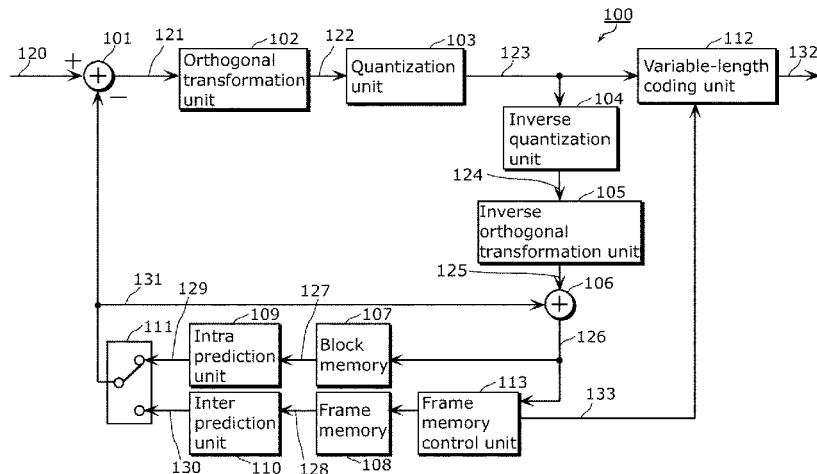 100
120
+
101
121
102
122
103
123
112
132
+
−
Orthogonal
transformation
unit
Quantization
unit
Variable-length
coding unit
104
Inverse
quantization
unit
124
105
Inverse
orthogonal
transformation unit
125
106
+
131
129
109
127
107
126
111
Intra
prediction
unit
Block
memory
113
133
Inter
prediction
unit
Frame
memory
Frame
memory
control unit
130
110
128
108